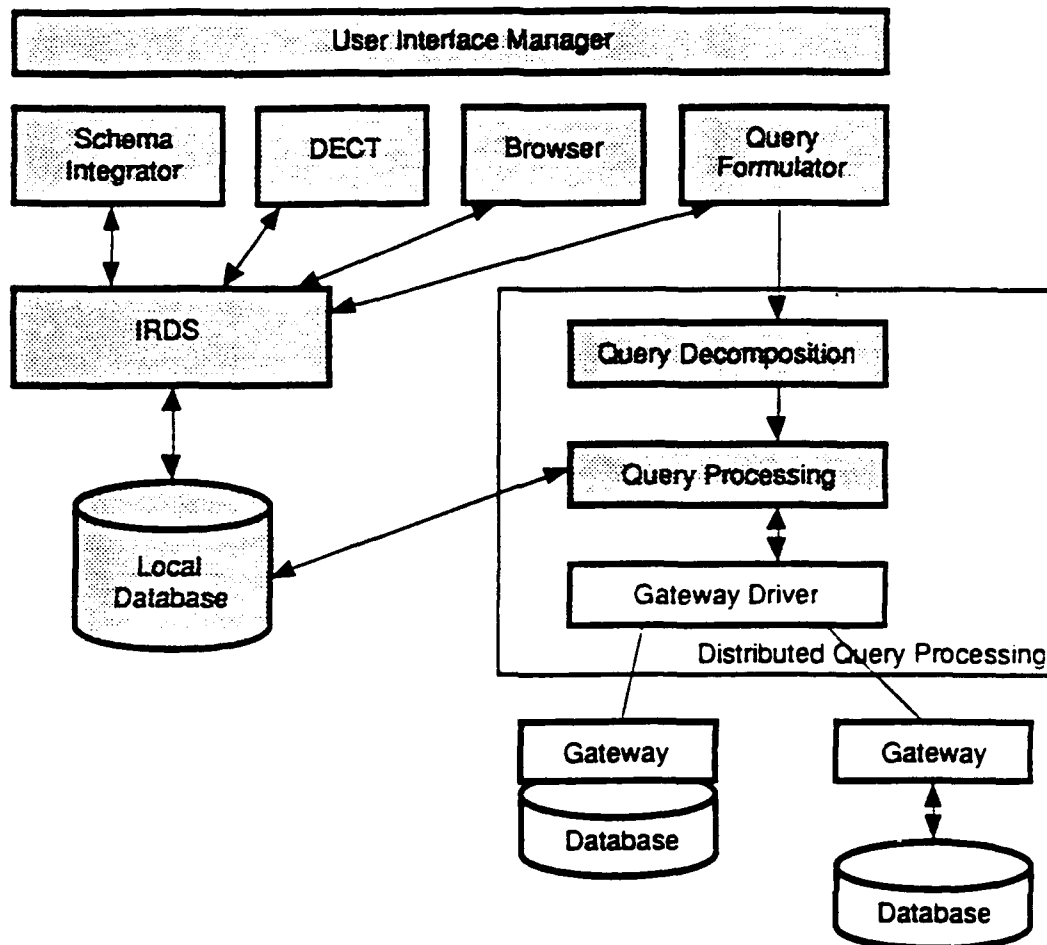 User Interface Manager
Schema
Integrator
DECT
Browser
Query
Formulator
IRDS
Query Decomposition
Query Processing
Local
Database
Gateway Driver
Distributed Query Processing
Gateway
Gateway
Database
Database